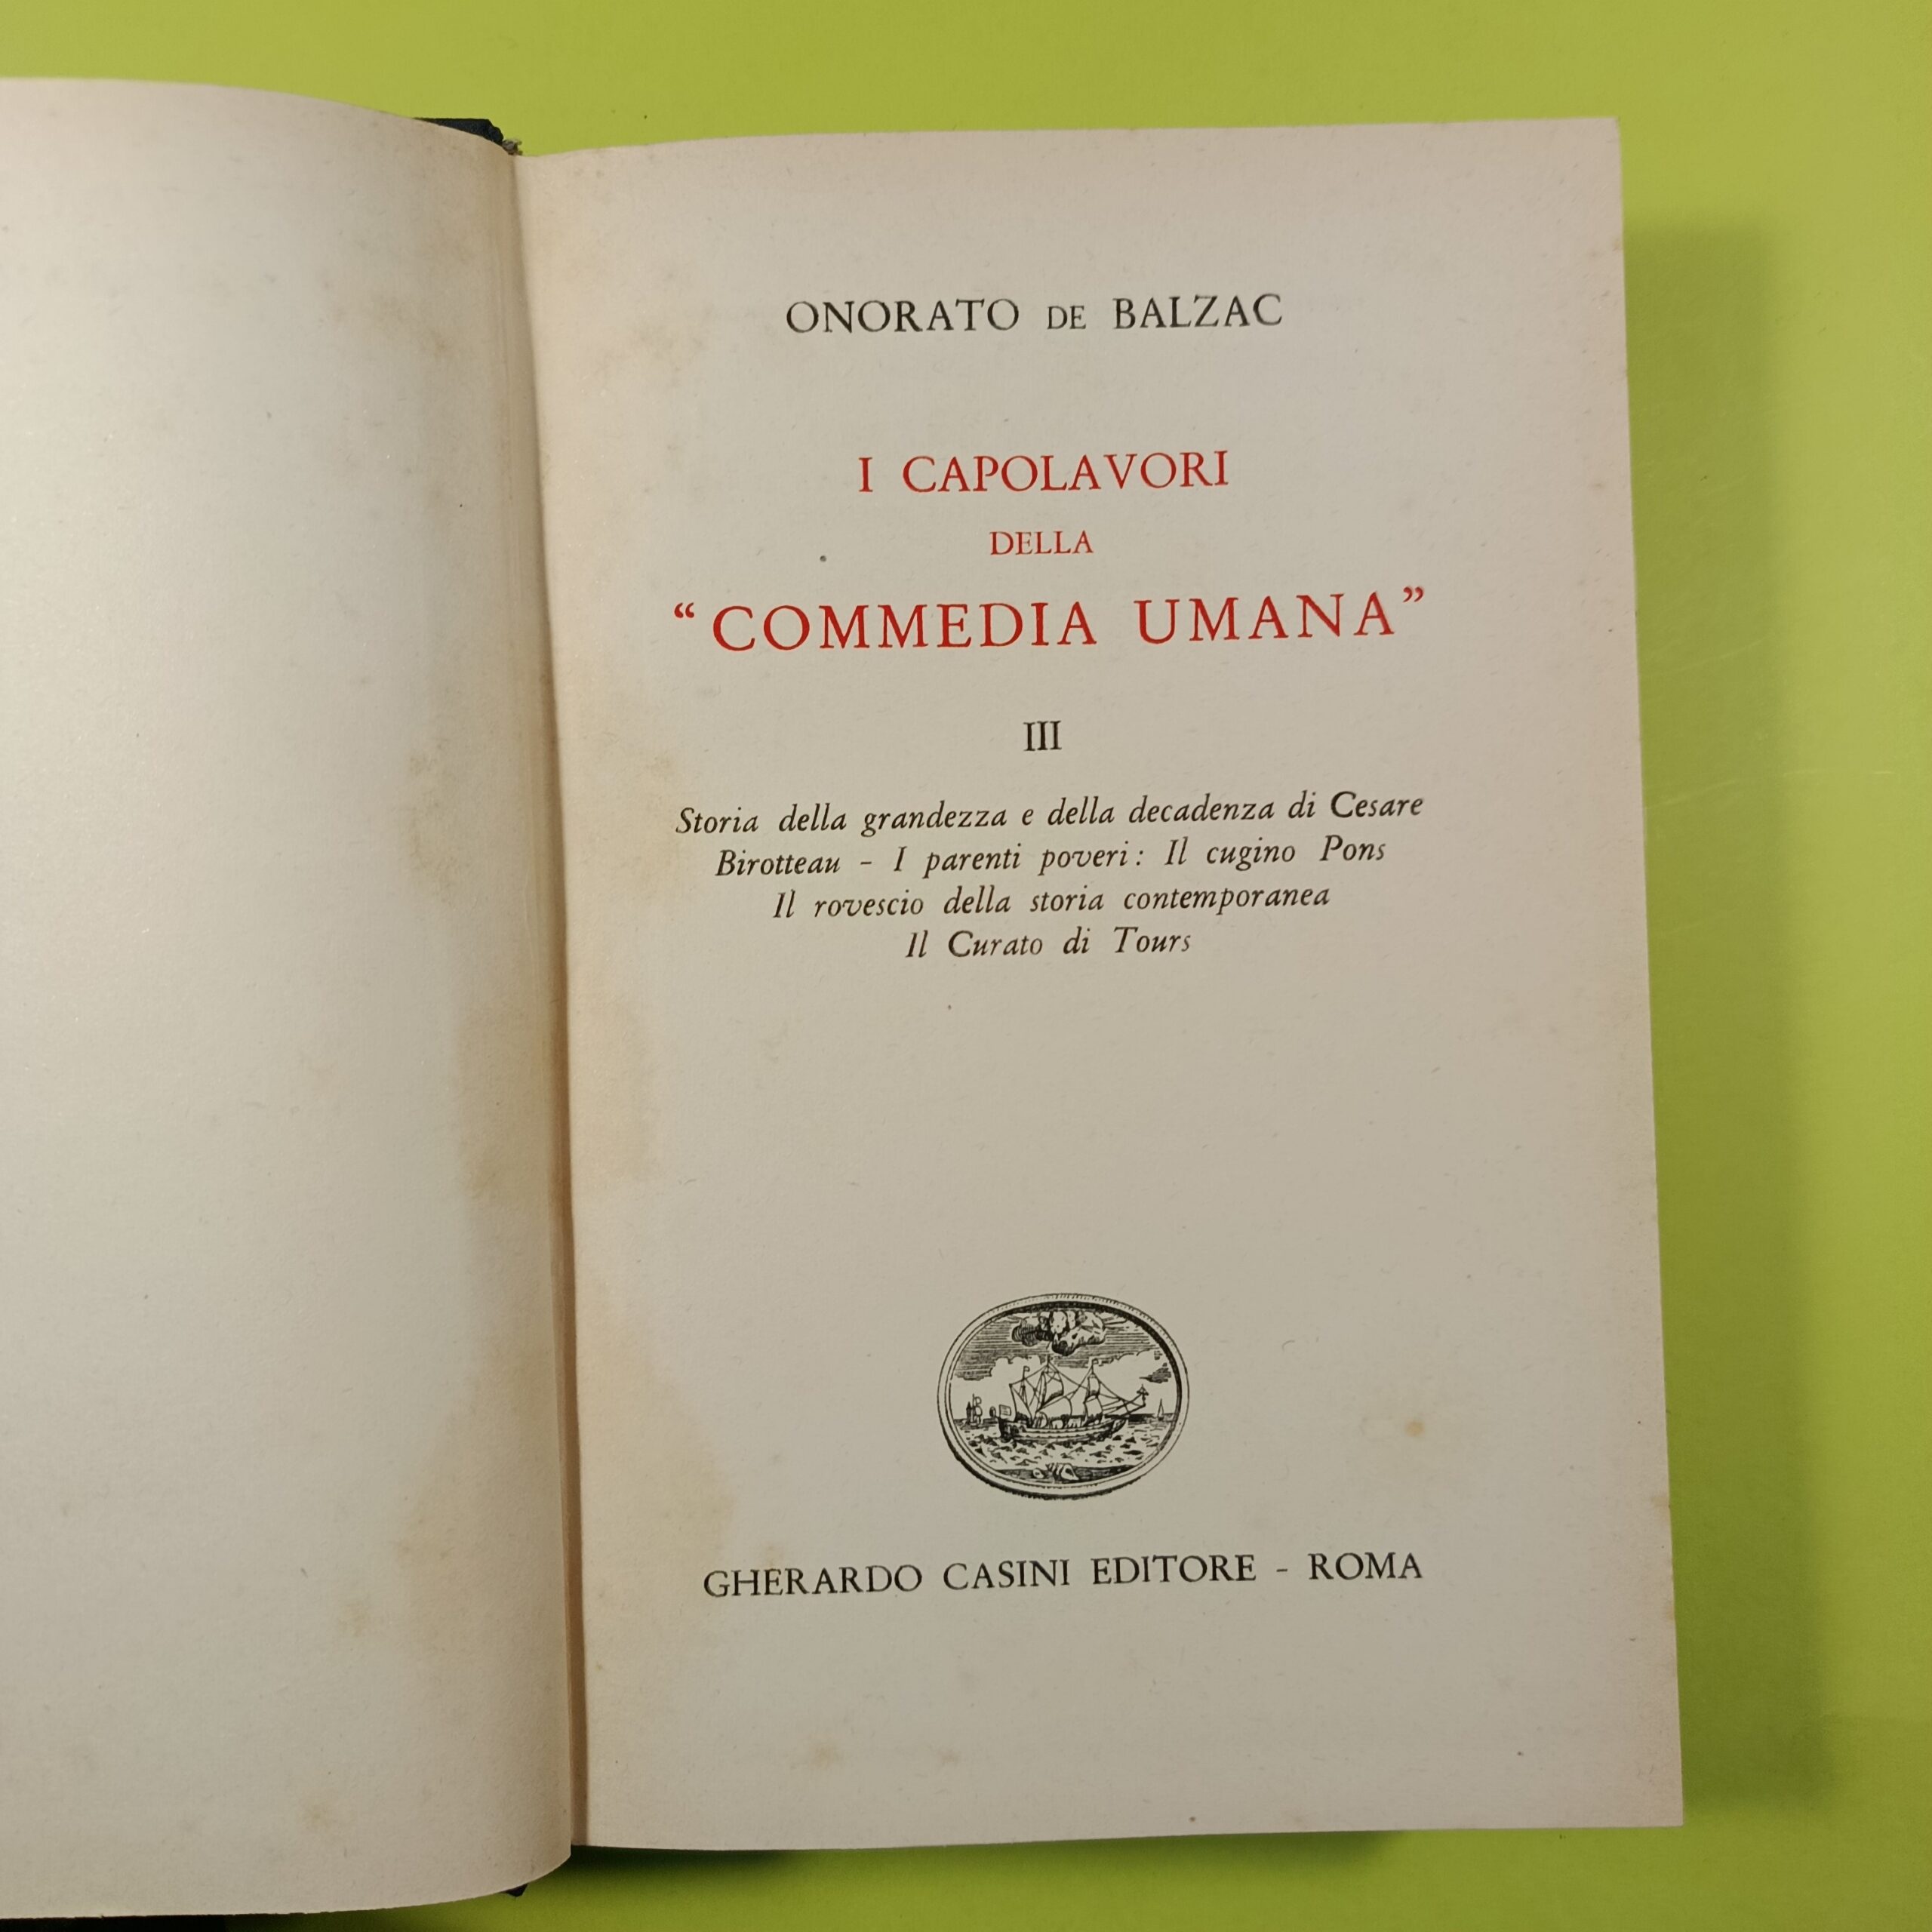 ONORATO DE BALZAC
I CAPOLAVORI
DELLA
“COMMEDIA UMANA”
III
Storia della grandezza e della decadenza di Cesare
Birotteau - I parenti poveri: Il cugino Pons
Il rovescio della storia contemporanea
Il Curato di Tours
GHERARDO CASINI EDITORE - ROMA